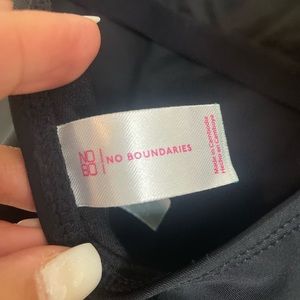 NO
BO
NO BOUNDARIES
Made in Cambodia
Hecho en Camboya